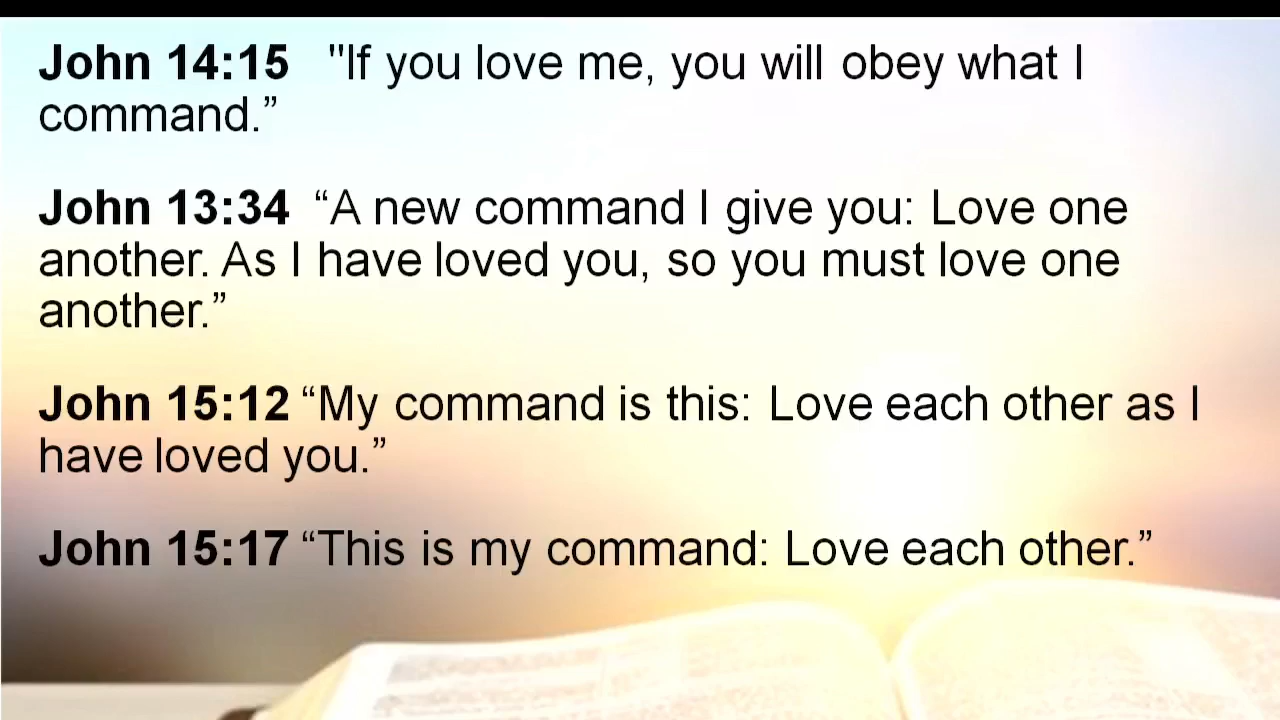 John 14:15 "If you love me, you will obey what I
command.”
John 13:34 “A new command I give you: Love one
another. As I have loved you, so you must love one
another.”
John 15:12 “My command is this: Love each other as I
have loved you.”
John 15:17 “This is my command: Love each other.”